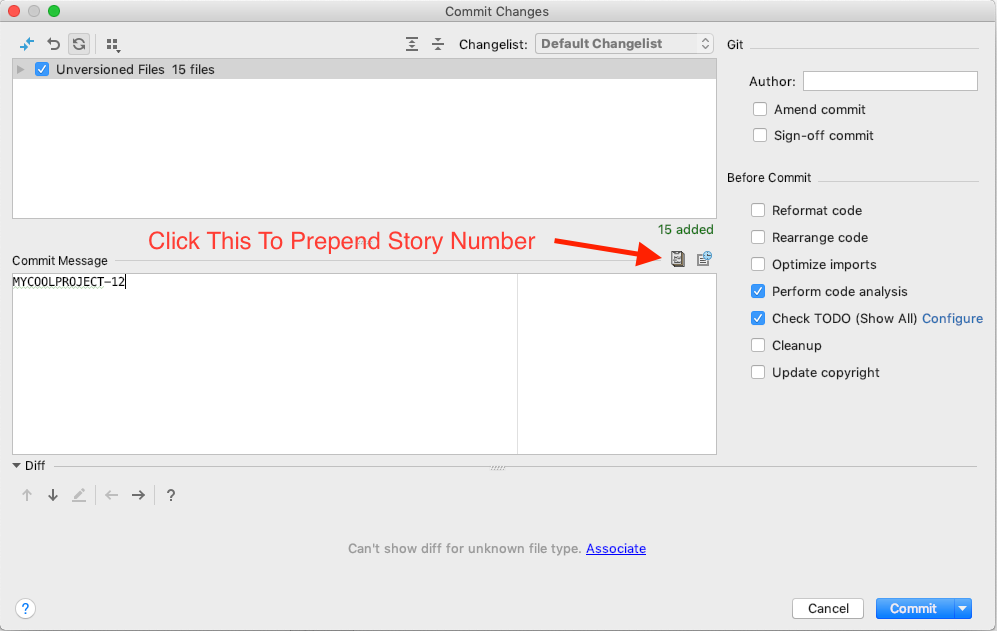 Commit Changes
Changelist: Default Changelist
Git
Unversioned Files 15 files
Author:
Amend commit
Sign-off commit
Before Commit
Reformat code
Rearrange code
Optimize imports
Perform code analysis
Check TODO (Show All) Configure
Cleanup
Update copyright
15 added
Click This To Prepend Story Number
Commit Message
MYCOOLPROJECT-12
Diff
?
Can't show diff for unknown file type. Associate
?
Cancel
Commit